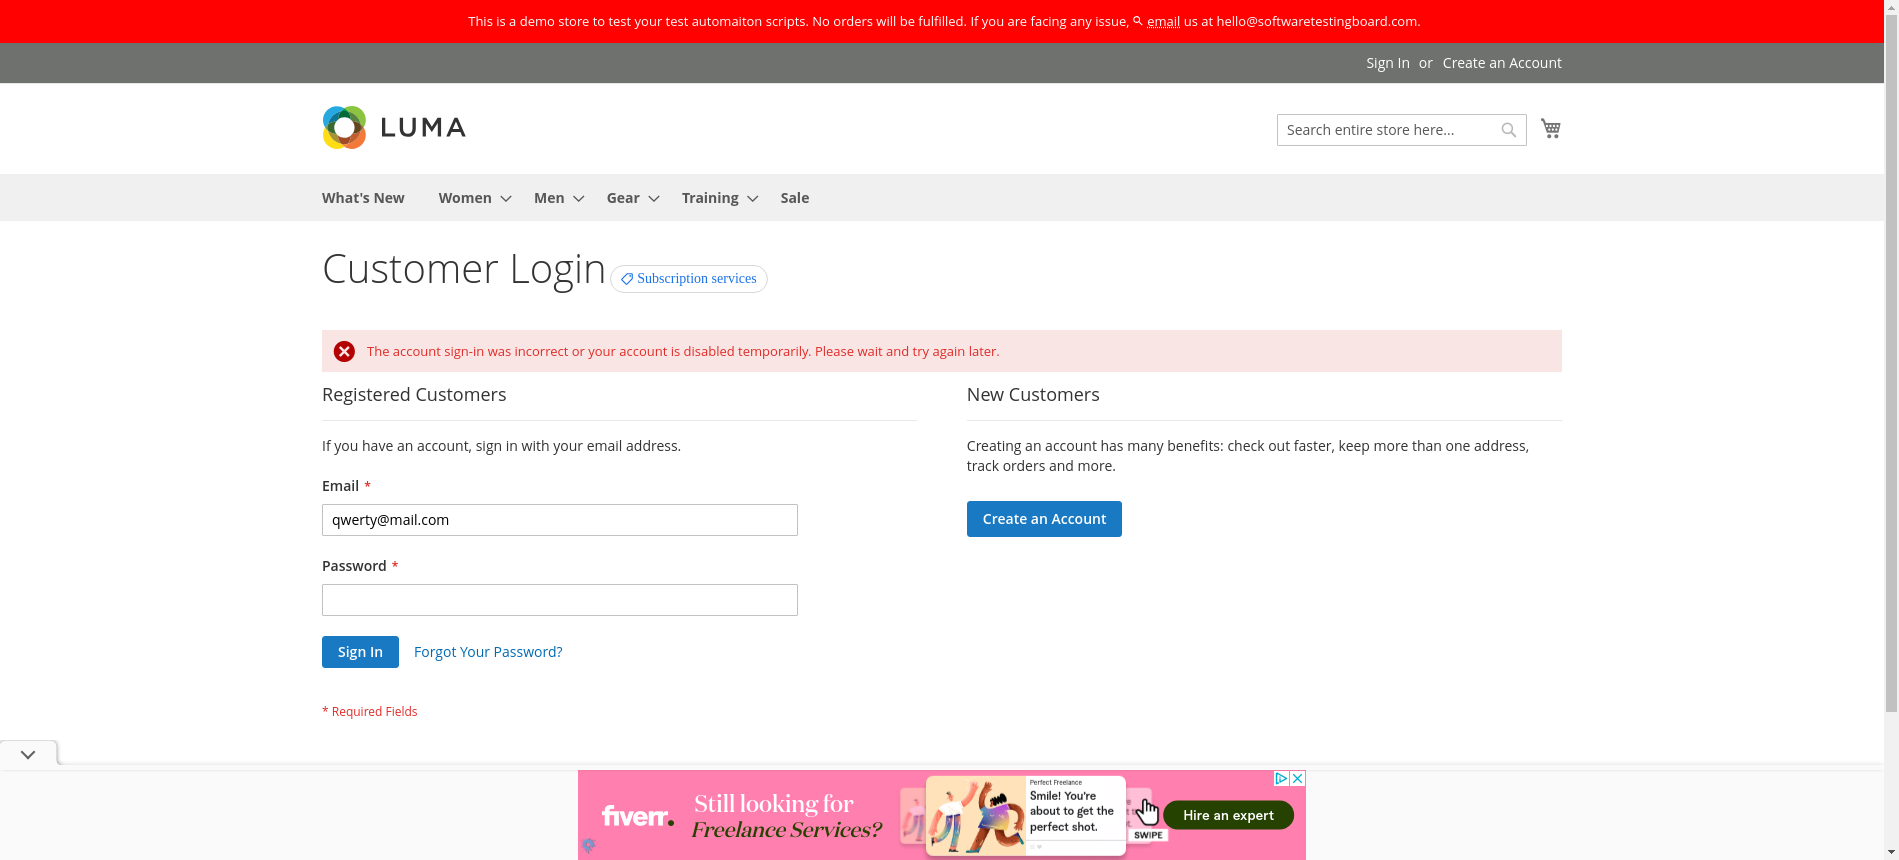 This is a demo store to test your test automaiton scripts. No orders will be fulfilled. If you are facing any issue, email us at hello@softwaretestingboard.com.
Sign In or Create an Account
LUMA
Search entire store here...
What's New Women Men Gear Training Sale
Customer Login Subscription services
The account sign-in was incorrect or your account is disabled temporarily. Please wait and try again later.
Registered Customers
If you have an account, sign in with your email address.
Email *
qwerty@mail.com
Password *
Sign In Forgot Your Password?
* Required Fields
New Customers
Creating an account has many benefits: check out faster, keep more than one address,
track orders and more.
Create an Account
fiverr.
Still looking for
Freelance Services?
Perfect Freelance
Smile! You're
about to get the
perfect shot.
SWIPE
Hire an expert